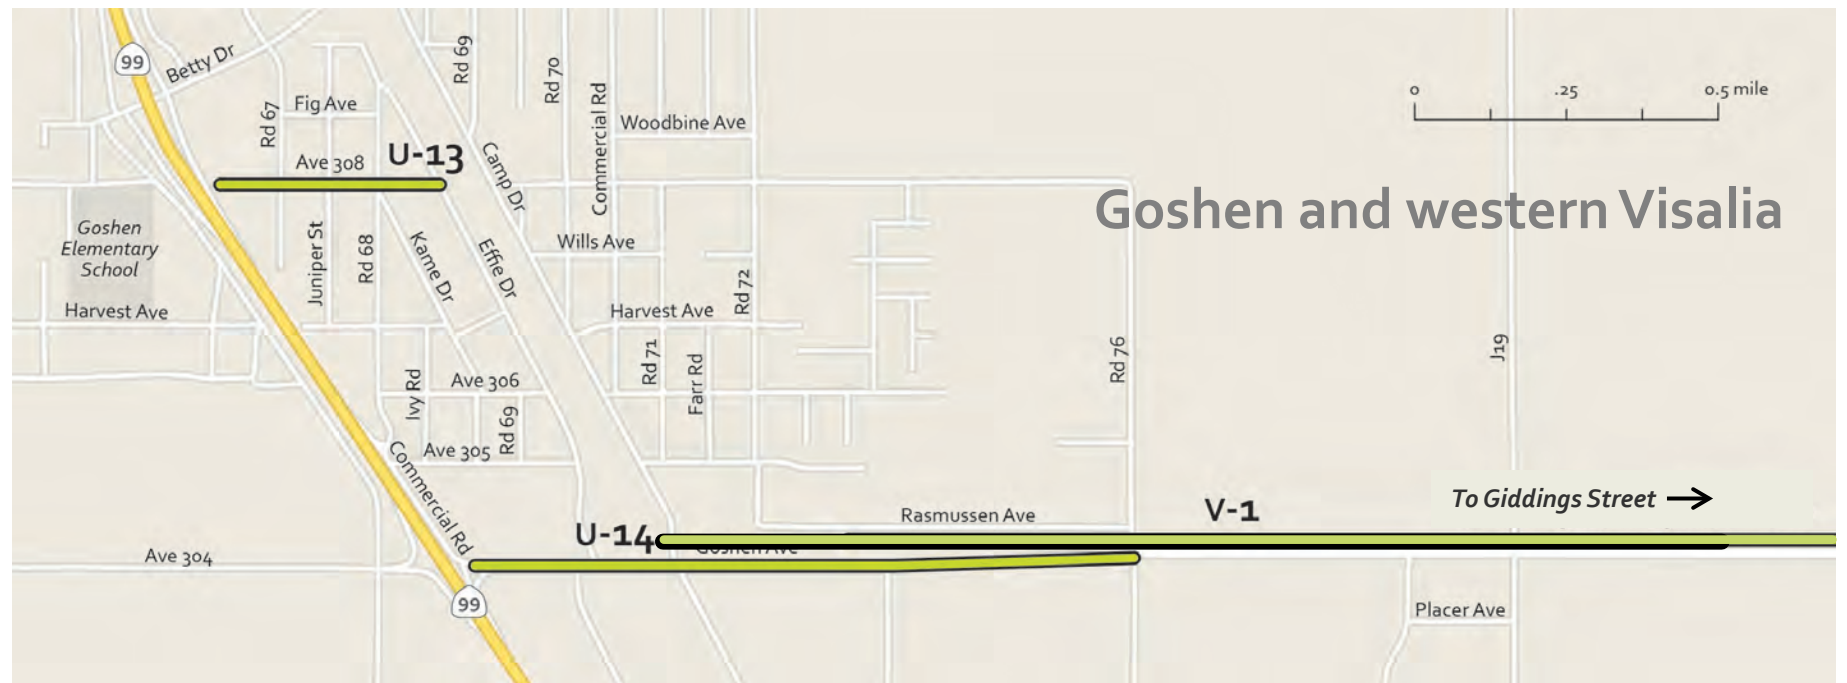 99
Betty Dr
Rd 67
Fig Ave
Rd 69
Rd 70
Commercial Rd
Woodbine Ave
0 .25 0.5 mile
Ave 308
U-13
Camp Dr
Goshen and western Visalia
Goshen
Elementary
School
Juniper St
Rd 68
Kame Dr
Effie Dr
Wills Ave
Rd 72
Harvest Ave
Harvest Ave
Rd 71
Farr Rd
Rd 76
J19
Ivy Rd
Ave 306
Rd 69
Ave 305
Commercial Rd
To Giddings Street
V-1
Rasmussen Ave
U-14
Goshen Ave
Ave 304
99
Placer Ave